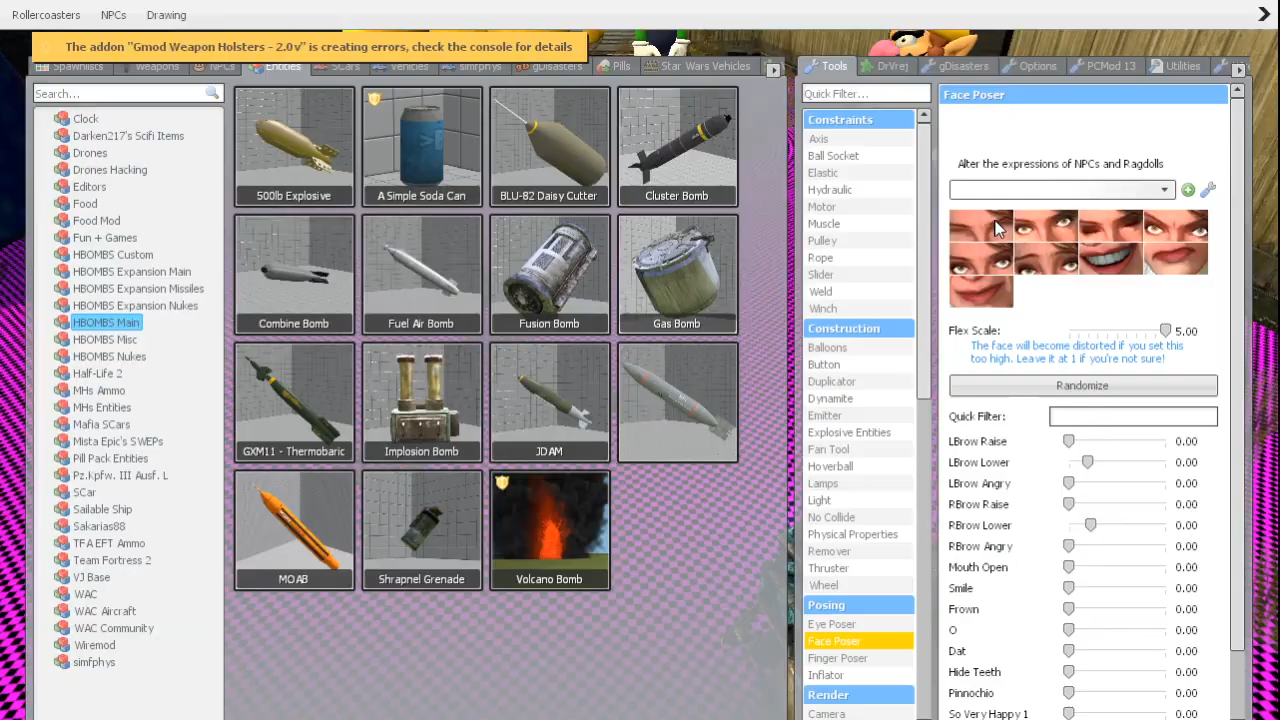 Rollercoasters NPCs Drawing
The addon "Gmod Weapon Holsters - 2.0v" is creating errors, check the console for details
Spawnlists Weapons NPCs Entities SCars Vehicles simfphys gDisasters Pills Star Wars Vehicles
Tools DrVrej gDisasters Options PCMod 13 Utilities
Search...
Clock
Darken217's Scifi Items
Drones
Drones Hacking
Editors
Food
Food Mod
Fun + Games
HBOMBS Custom
HBOMBS Expansion Main
HBOMBS Expansion Missiles
HBOMBS Expansion Nukes
HBOMBS Main
HBOMBS Misc
HBOMBS Nukes
Half-Life 2
MHs Ammo
MHs Entities
Mafia SCars
Mista Epic's SWEPs
Pill Pack Entities
Pz.kpfw. III Ausf. L
SCar
Sailable Ship
Sakarias88
TFA EFT Ammo
Team Fortress 2
VJ Base
WAC
WAC Aircraft
WAC Community
Wiremod
simfphys
500lb Explosive
A Simple Soda Can
BLU-82 Daisy Cutter
Cluster Bomb
Combine Bomb
Fuel Air Bomb
Fusion Bomb
Gas Bomb
GXM11 - Thermobaric
Implosion Bomb
JDAM
MOAB
Shrapnel Grenade
Volcano Bomb
Quick Filter...
Constraints
Axis
Ball Socket
Elastic
Hydraulic
Motor
Muscle
Pulley
Rope
Slider
Weld
Winch
Construction
Balloons
Button
Duplicator
Dynamite
Emitter
Explosive Entities
Fan Tool
Hoverball
Lamps
Light
No Collide
Physical Properties
Remover
Thruster
Wheel
Posing
Eye Poser
Face Poser
Finger Poser
Inflator
Render
Camera
Face Poser
Alter the expressions of NPCs and Ragdolls
Flex Scale: 5.00
The face will become distorted if you set this
too high. Leave it at 1 if you're not sure!
Randomize
Quick Filter:
LBrow Raise 0.00
LBrow Lower 0.00
LBrow Angry 0.00
RBrow Raise 0.00
RBrow Lower 0.00
RBrow Angry 0.00
Mouth Open 0.00
Smile 0.00
Frown 0.00
O 0.00
Dat 0.00
Hide Teeth 0.00
Pinnochio 0.00
So Very Happy 1 0.00